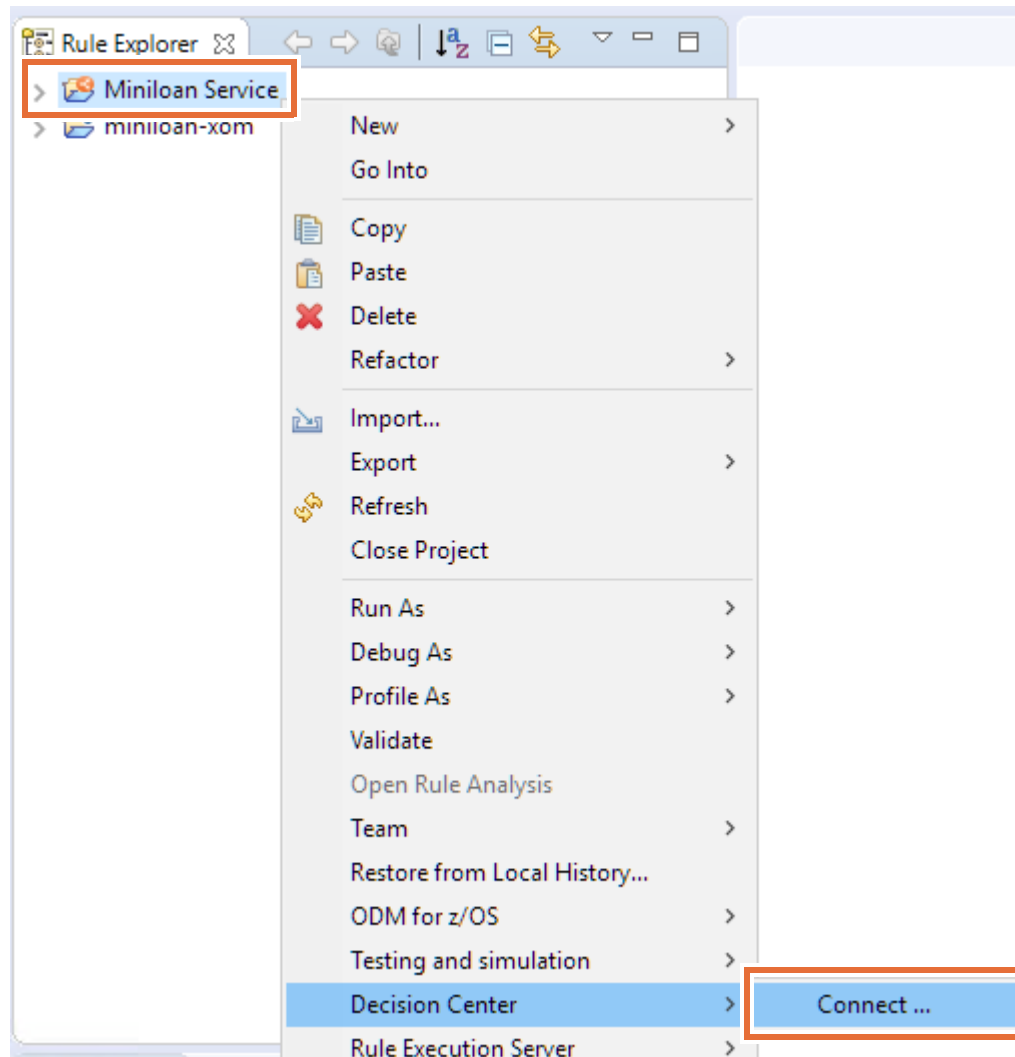 Rule Explorer
Miniloan Service
miniloan-xom
New
Go Into
Copy
Paste
Delete
Refactor
Import...
Export
Refresh
Close Project
Run As
Debug As
Profile As
Validate
Open Rule Analysis
Team
Restore from Local History...
ODM for z/OS
Testing and simulation
Decision Center
Connect ...
Rule Execution Server